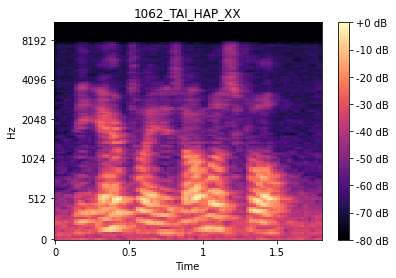 1062_TAI_HAP_XX
+0 dB
8192
-10 dB
4096
-20 dB
-30 dB
2048
Hz
-40 dB
1024
-50 dB
512
-60 dB
-70 dB
0
-80 dB
0
0.5
1
1.5
Time